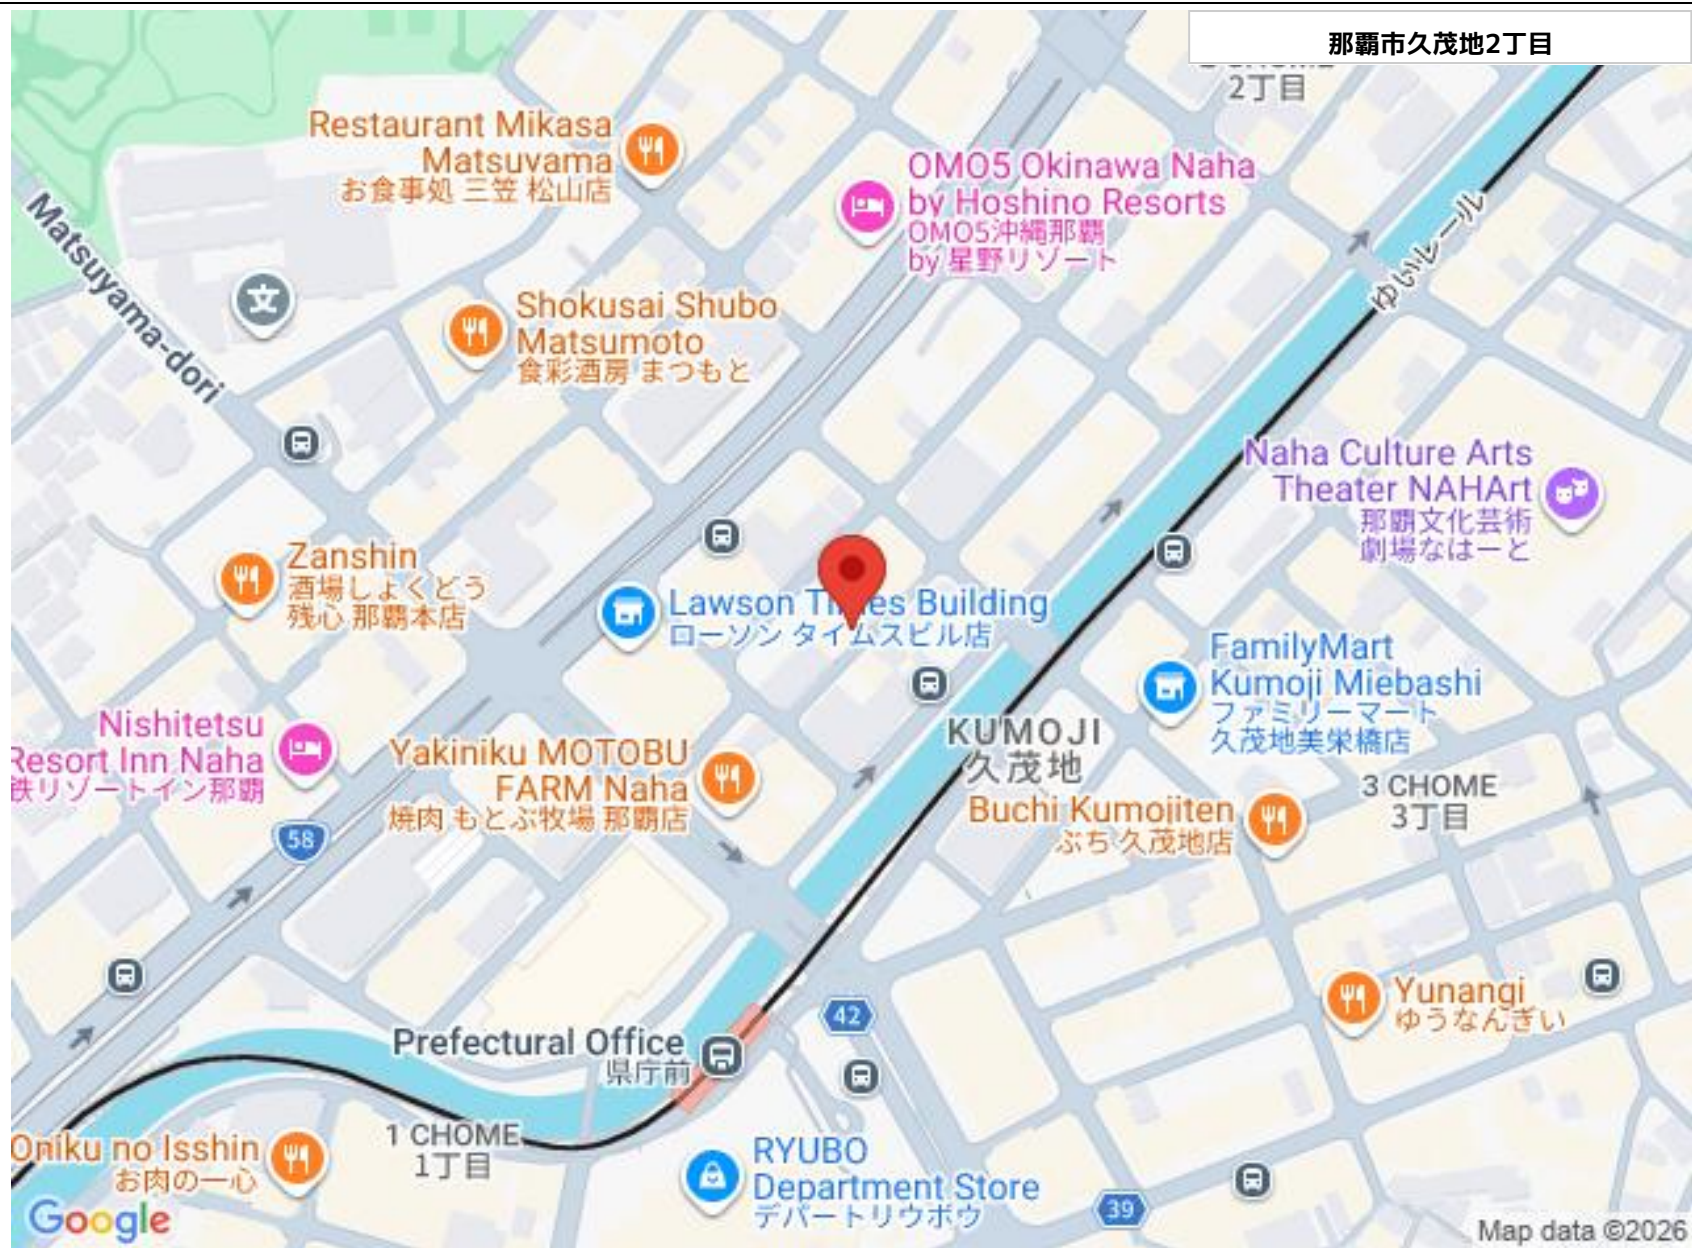 那覇市久茂地2丁目
2丁目
Restaurant Mikasa
Matsuyama
お食事処 三笠 松山店
OMO5 Okinawa Naha
by Hoshino Resorts
OMO5沖縄那覇
by 星野リゾート
Matsuyama-dori
文
ゆいレール
Shokusai Shubo
Matsumoto
食彩酒房 まつもと
Naha Culture Arts
Theater NAHArt
那覇文化芸術
劇場なはーと
Zanshin
酒場しょくどう
残心 那覇本店
Lawson Times Building
ローソン タイムスビル店
FamilyMart
Kumoji Miebashi
ファミリーマート
久茂地美栄橋店
Nishitetsu
Resort Inn Naha
鉄リゾートイン那覇
Yakiniku MOTOBU
FARM Naha
焼肉 もとぶ牧場 那覇店
KUMOJI
久茂地
3 CHOME
3丁目
Buchi Kumojiten
ぶち 久茂地店
58
Yunangi
ゆうなんぎい
42
Prefectural Office
県庁前
1 CHOME
1丁目
Oniku no Isshin
お肉の一心
RYUBO
Department Store
デパートリウボウ
39
Google
Map data ©2026